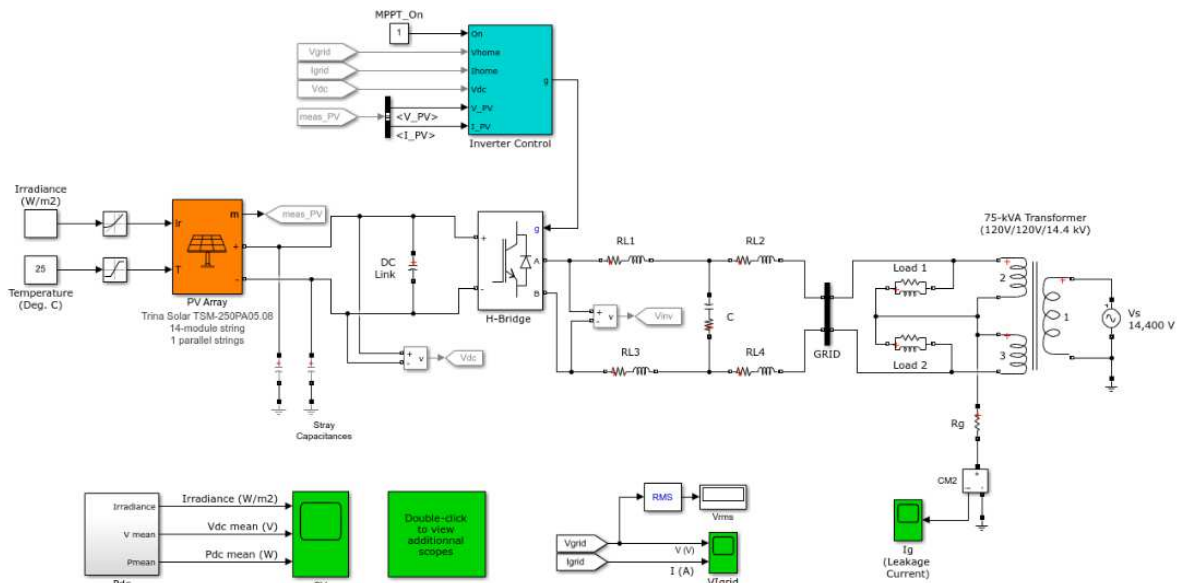 MPPT_On
1
On
Vgrid
Vhome
Igrid
Ihome
Vdc
Vdc
g
meas_PV
V_PV
<V_PV>
I_PV
<I_PV>
Inverter Control
Irradiance
(W/m2)
Ir
m
meas_PV
+
25
T
-
Temperature
(Deg. C)
PV Array
Trina Solar TSM-250PA05.08
14-module string
1 parallel strings
DC
Link
+
-
g
A
B
H-Bridge
+
-
v
Vdc
Stray
Capacitances
RL1
RL2
+
-
v
Vinv
C
RL3
RL4
GRID
75-kVA Transformer
(120V/120V/14.4 kV)
Load 1
Load 2
2
1
3
Vs
14,400 V
Rg
CM2
Ig
(Leakage
Current)
Irradiance
V mean
Pmean
Irradiance (W/m2)
Vdc mean (V)
Pdc mean (W)
Double-click
to view
additionnal
scopes
RMS
Vrms
Vgrid
Igrid
V (V)
I (A)
VIgrid